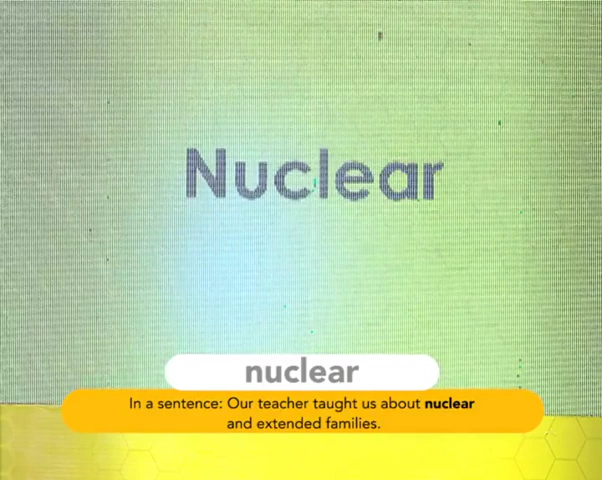 Nuclear
nuclear
In a sentence: Our teacher taught us about nuclear
and extended families.